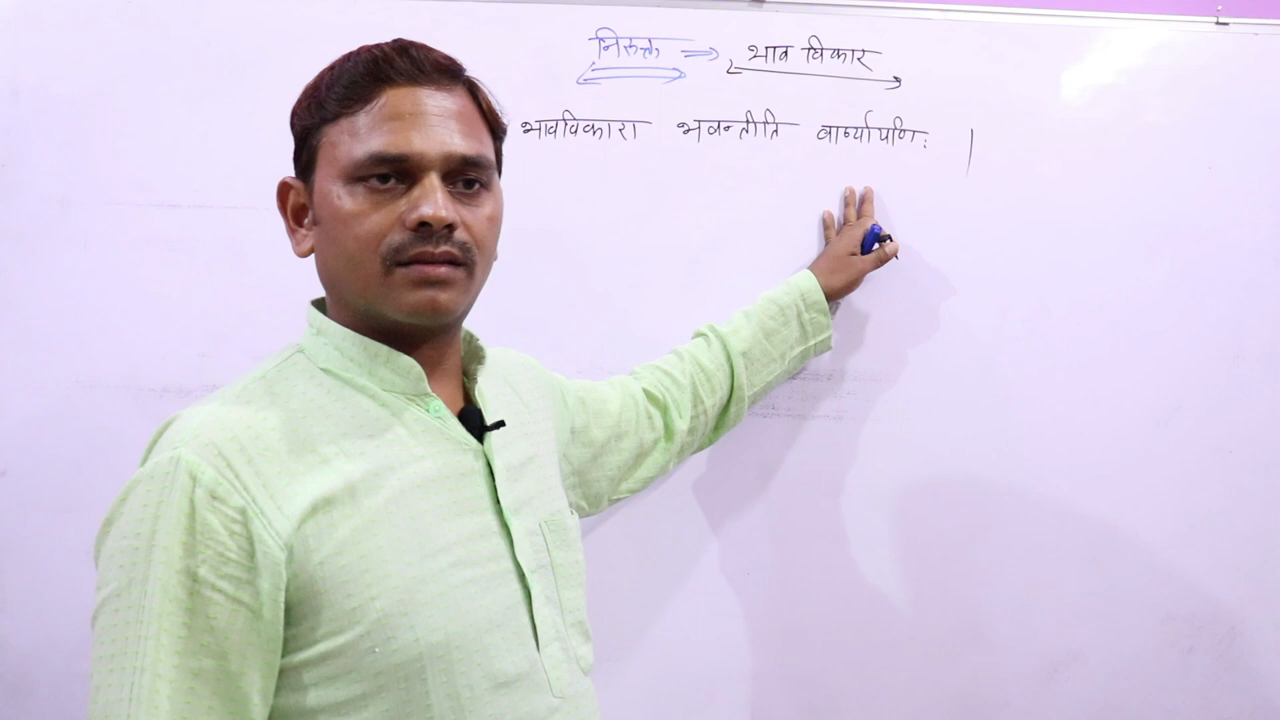 निरुक्त ⇒ भाव विकार
भावविकारा भवन्तीति वार्ष्यायणिः ।